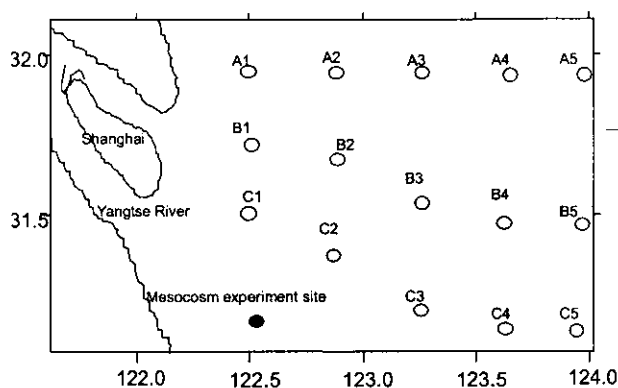 32.0
A1 A2 A3 A4 A5
Shanghai
B1 B2
B3 B4 B5
31.5
C1
Yangtse River
C2
Mesocosm experiment site
C3 C4 C5
122.0 122.5 123.0 123.5 124.0